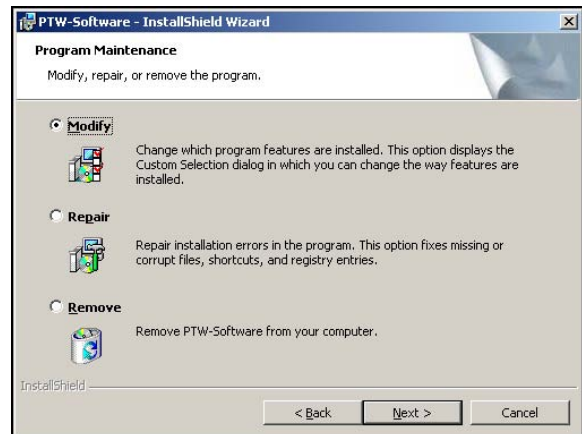 PTW-Software - InstallShield Wizard
Program Maintenance
Modify, repair, or remove the program.
Modify
Change which program features are installed. This option displays the
Custom Selection dialog in which you can change the way features are
installed.
Repair
Repair installation errors in the program. This option fixes missing or
corrupt files, shortcuts, and registry entries.
Remove
Remove PTW-Software from your computer.
InstallShield
< Back Next > Cancel